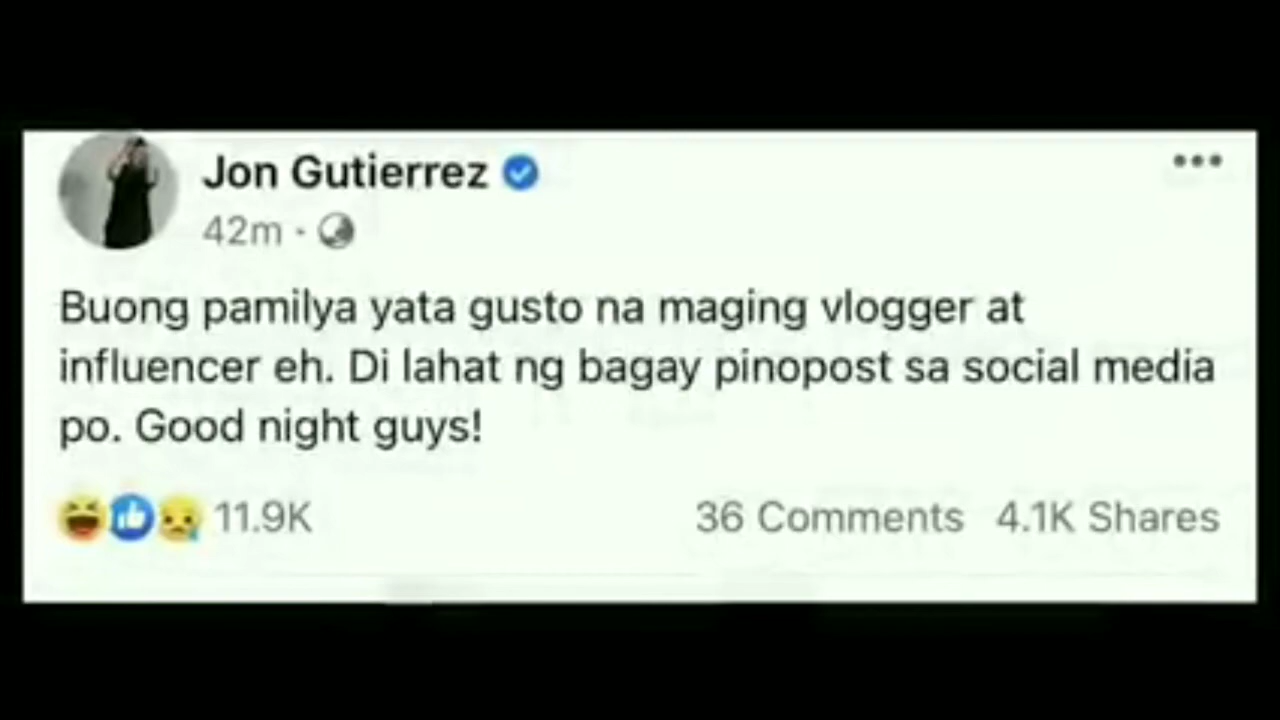 Jon Gutierrez
42m ·
Buong pamilya yata gusto na maging vlogger at
influencer eh. Di lahat ng bagay pinopost sa social media
po. Good night guys!
11.9K 36 Comments 4.1K Shares